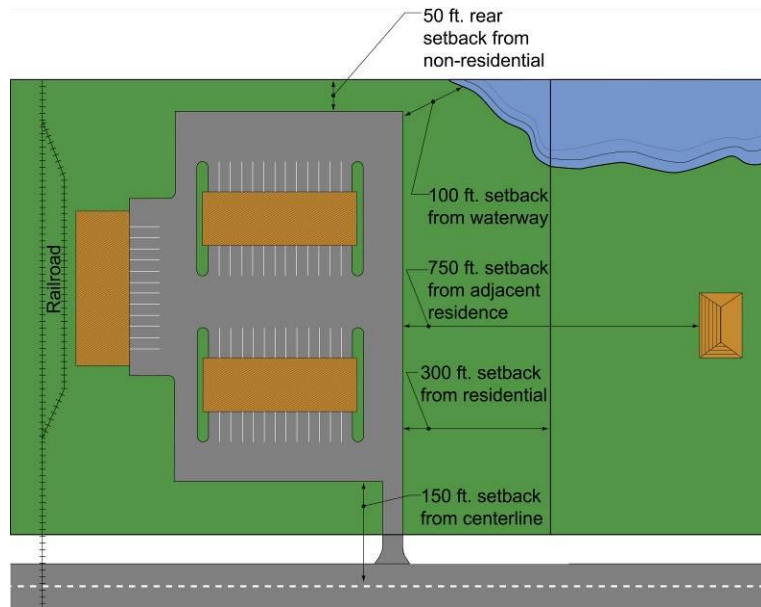 50 ft. rear
setback from
non-residential
100 ft. setback
from waterway
750 ft. setback
from adjacent
residence
Railroad
300 ft. setback
from residential
150 ft. setback
from centerline